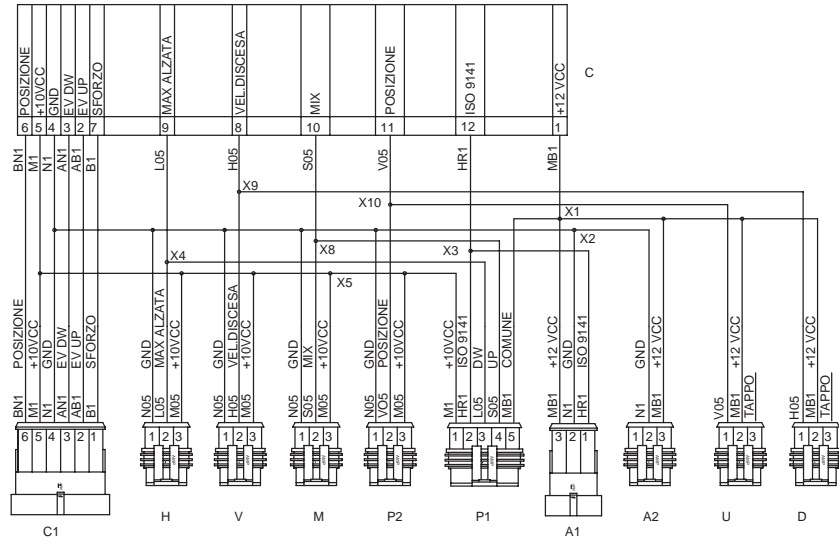 POSIZIONE
+10VCC
GND
EV DW
EV UP
SFORZO
MAX ALZATA
VEL.DISCESA
MIX
POSIZIONE
ISO 9141
+12 VCC
C
6 5 4 3 2 7 9 8 10 11 12 1
BN1
M1
N1
AN1
AB1
B1
L05
H05
S05
V05
HR1
MB1
X9
X10
X1
X2
X8
X3
X4
X5
POSIZIONE
+10VCC
GND
EV DW
EV UP
SFORZO
BN1
M1
N1
AN1
AB1
B1
GND
MAX ALZATA
+10VCC
N05
L05
M05
GND
VEL.DISCESA
+10VCC
N05
H05
M05
GND
MIX
+10VCC
N05
S05
M05
GND
POSIZIONE
+10VCC
N05
VO5
M05
+10VCC
ISO 9141
DW
UP
COMUNE
M1
HR1
L05
S05
MB1
+12 VCC
GND
ISO 9141
MB1
N1
HR1
GND
+12 VCC
N1
MB1
+12 VCC
V05
MB1
TAPPO
+12 VCC
H05
MB1
TAPPO
6 5 4 3 2 1
1 2 3
1 2 3
1 2 3
1 2 3
1 2 3 4 5
3 2 1
1 2 3
1 2 3
1 2 3
C1
H
V
M
P2
P1
A1
A2
U
D